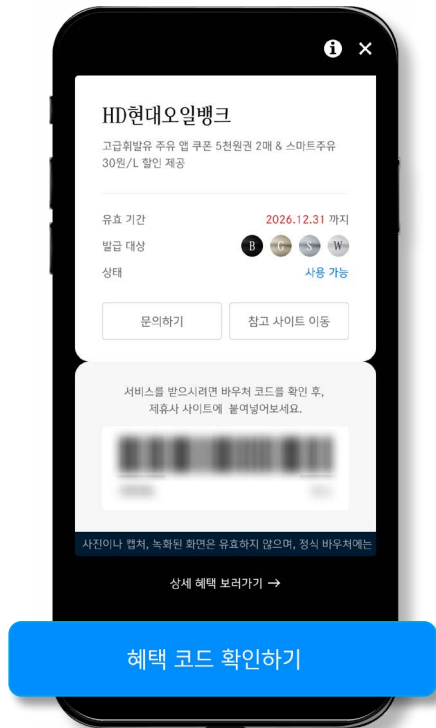 HD현대오일뱅크
고급휘발유 주유 앱 쿠폰 5천원권 2매 & 스마트주유
30원/L 할인 제공
유효 기간 2026.12.31 까지
발급 대상 B G S W
상태 사용 가능
문의하기 참고 사이트 이동
서비스를 받으시려면 바우처 코드를 확인 후,
제휴사 사이트에 붙여넣어보세요.
사진이나 캡처, 녹화된 화면은 유효하지 않으며, 정식 바우처에는
상세 혜택 보러가기 →
혜택 코드 확인하기